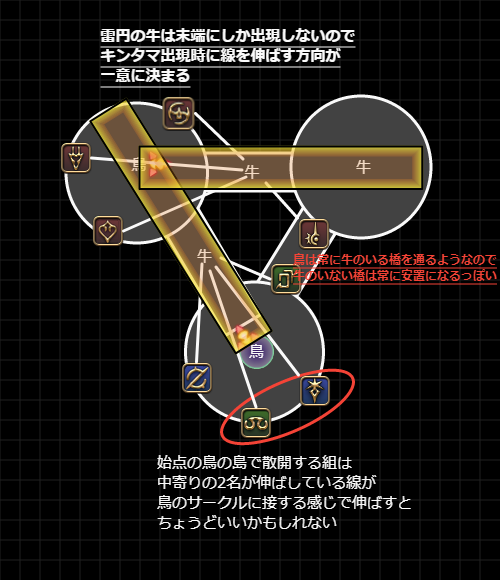 雷円の牛は末端にしか出現しないので
キンタマ出現時に線を伸ばす方向が
一意に決まる
鳥
牛
牛
鳥は常に牛のいる橋を通るようなので
牛のいない橋は常に安置になるっぽい
牛
鳥
始点の鳥の島で散開する組は
中寄りの2名が伸ばしている線が
鳥のサークルに接する感じで伸ばすと
ちょうどいいかもしれない